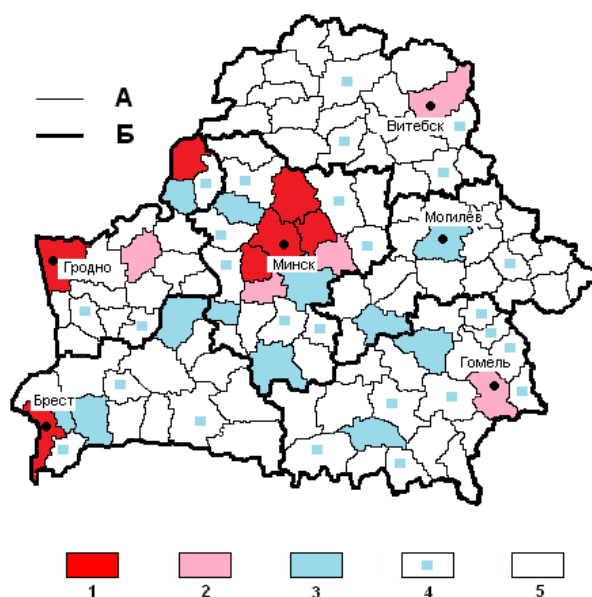 А
Б
Витебск
Могилёв
Минск
Гродно
Гомель
Брест
1 2 3 4 5